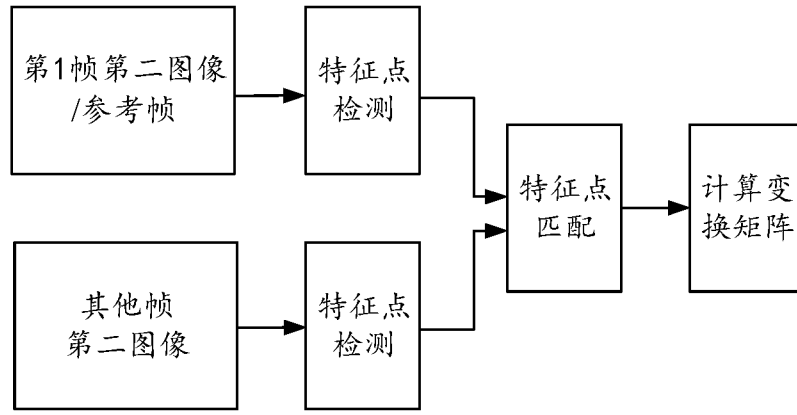 第1帧第二图像
/参考帧
特征点
检测
其他帧
第二图像
特征点
检测
特征点
匹配
计算变
换矩阵